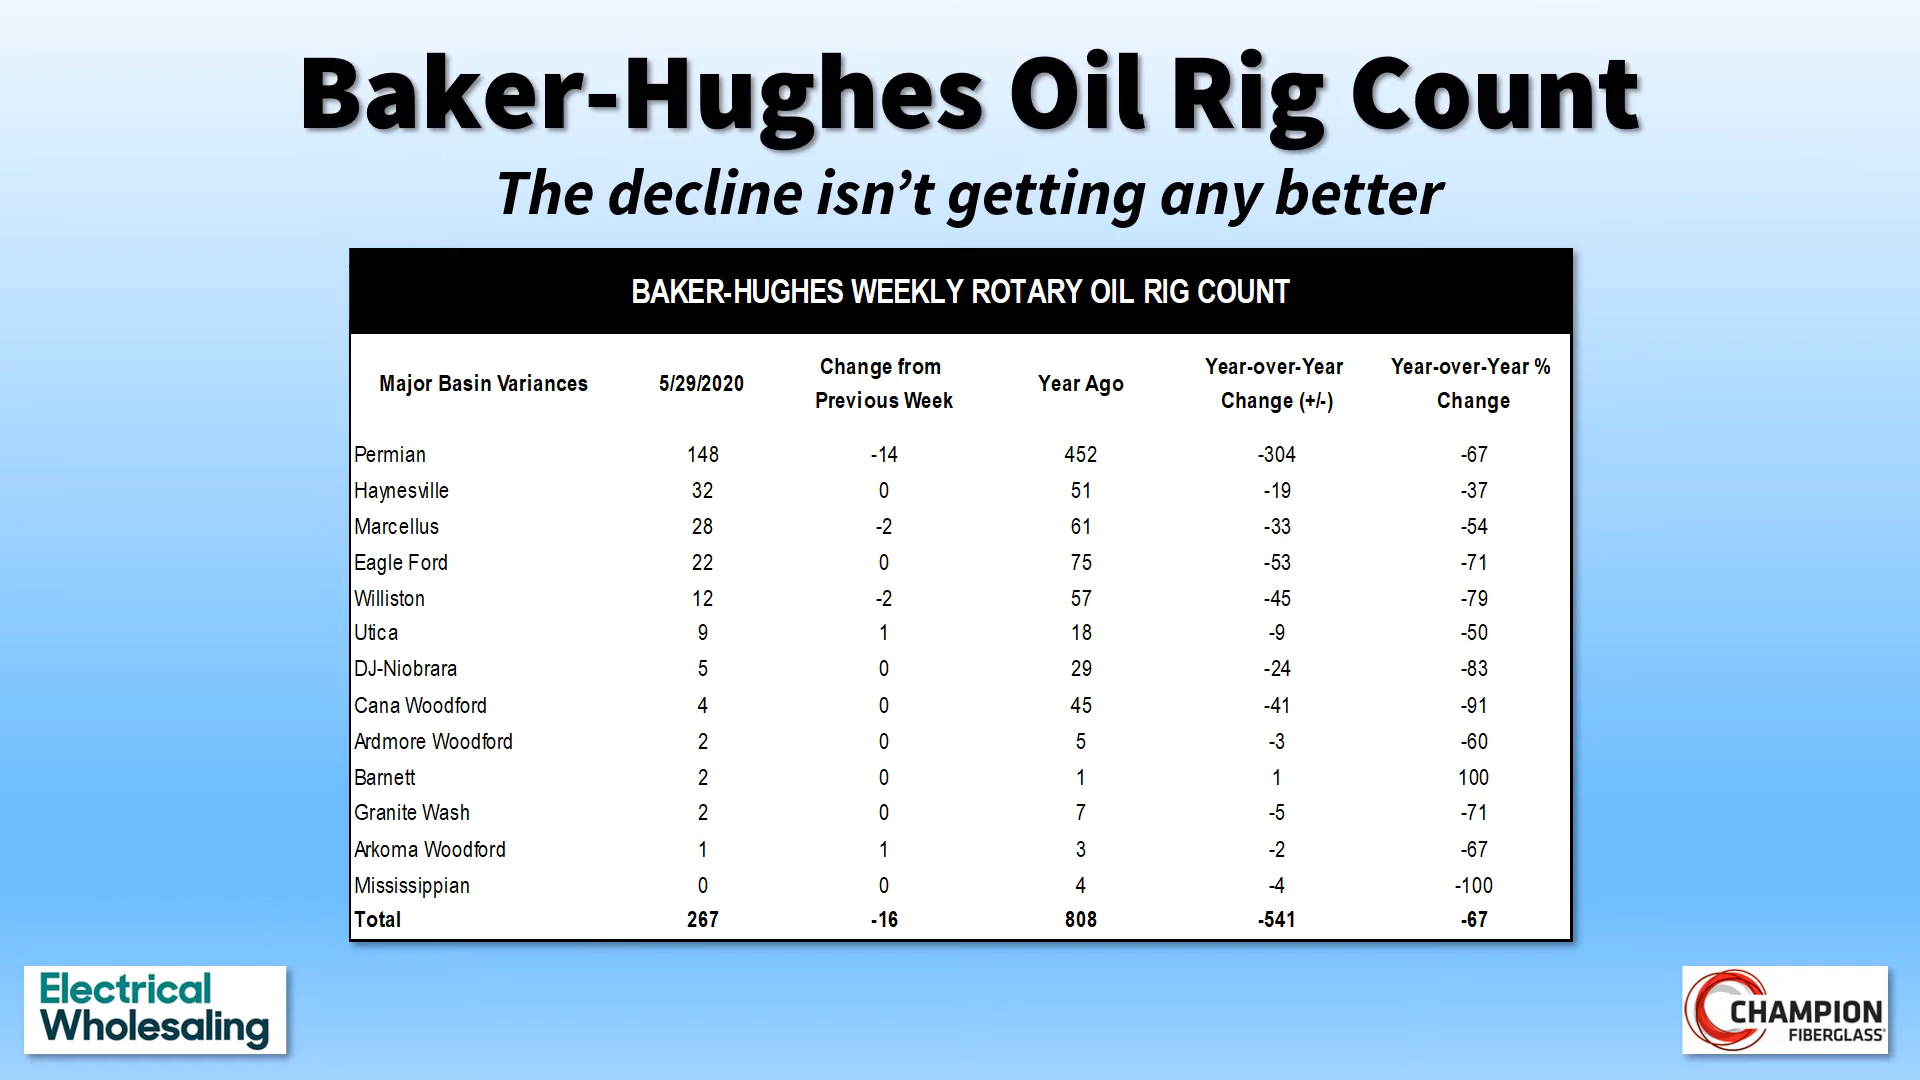 Baker-Hughes Oil Rig Count
The decline isn’t getting any better
BAKER-HUGHES WEEKLY ROTARY OIL RIG COUNT
Major Basin Variances 5/29/2020 Change from Previous Week Year Ago Year-over-Year Change (+/-) Year-over-Year % Change
Permian 148 -14 452 -304 -67
Haynesville 32 0 51 -19 -37
Marcellus 28 -2 61 -33 -54
Eagle Ford 22 0 75 -53 -71
Williston 12 -2 57 -45 -79
Utica 9 1 18 -9 -50
DJ-Niobrara 5 0 29 -24 -83
Cana Woodford 4 0 45 -41 -91
Ardmore Woodford 2 0 5 -3 -60
Barnett 2 0 1 1 100
Granite Wash 2 0 7 -5 -71
Arkoma Woodford 1 1 3 -2 -67
Mississippian 0 0 4 -4 -100
Total 267 -16 808 -541 -67
Electrical
Wholesaling
CHAMPION
FIBERGLASS